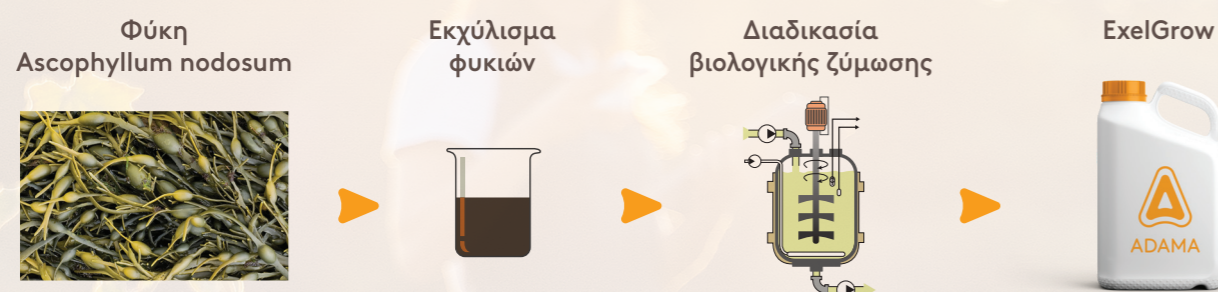 Φύκη
Ascophyllum nodosum
Εκχύλισμα
φυκιών
Διαδικασία
βιολογικής ζύμωσης
ExelGrow
ADAMA